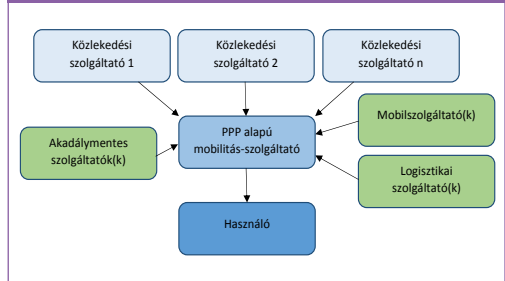 Közlekedési
szolgáltató 1
Közlekedési
szolgáltató 2
Közlekedési
szolgáltató n
Mobilszolgáltató(k)
PPP alapú
mobilitás-szolgáltató
Akadálymentes
szolgáltatók(k)
Logisztikai
szolgáltató(k)
Használó